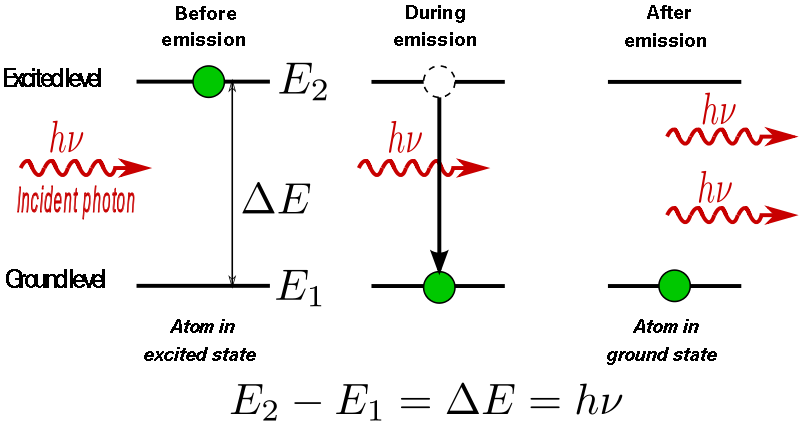 Before
emission
During
emission
After
emission
Excited level
E₂
hν
Incident photon
ΔE
hν
hν
hν
Ground level
E₁
Atom in
excited state
Atom in
ground state
E₂ − E₁ = ΔE = hν